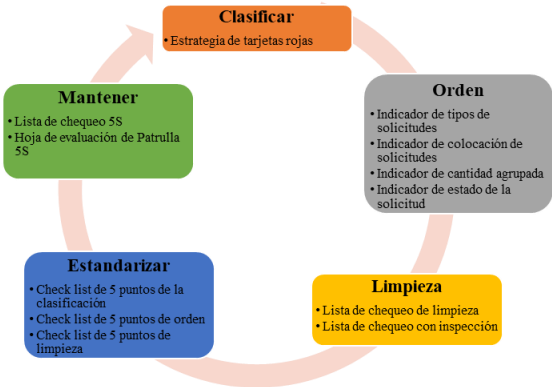 Clasificar
• Estrategia de tarjetas rojas
Orden
• Indicador de tipos de
solicitudes
• Indicador de colocación de
solicitudes
• Indicador de cantidad agrupada
• Indicador de estado de la
solicitud
Limpieza
• Lista de chequeo de limpieza
• Lista de chequeo con inspección
Estandarizar
• Check list de 5 puntos de la
clasificación
• Check list de 5 puntos de orden
• Check list de 5 puntos de
limpieza
Mantener
• Lista de chequeo 5S
• Hoja de evaluación de Patrulla
5S